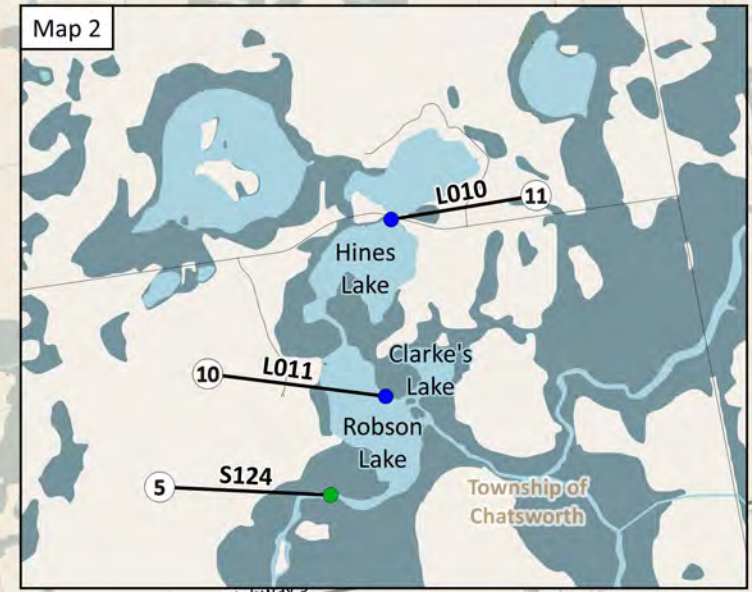 Map 2
L010
11
Hines
Lake
Clarke's
Lake
10
L011
Robson
Lake
5
S124
Township of
Chatsworth